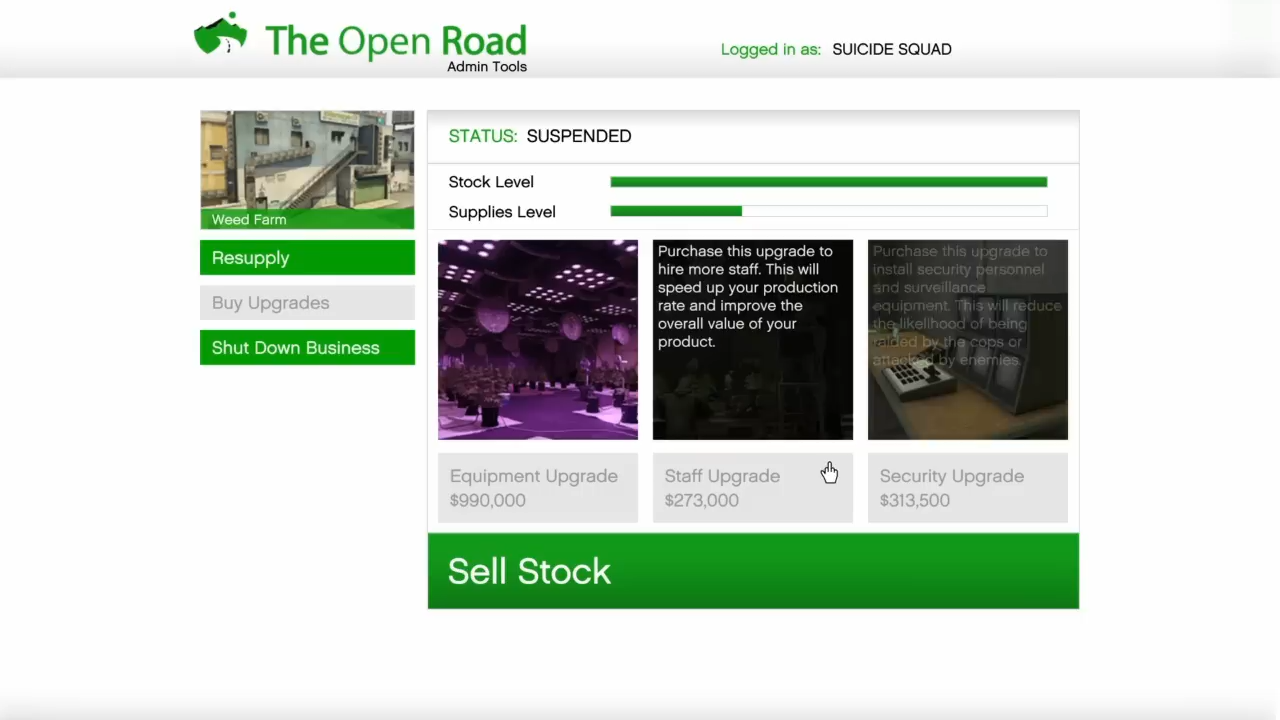 The Open Road
Admin Tools
Logged in as: SUICIDE SQUAD
Weed Farm
Resupply
Buy Upgrades
Shut Down Business
STATUS: SUSPENDED
Stock Level
Supplies Level
Purchase this upgrade to
hire more staff. This will
speed up your production
rate and improve the
overall value of your
product.
Purchase this upgrade to
install security personnel
and surveillance
equipment. This will reduce
the likelihood of being
raided by the cops or
attacked by enemies.
Equipment Upgrade
$990,000
Staff Upgrade
$273,000
Security Upgrade
$313,500
Sell Stock